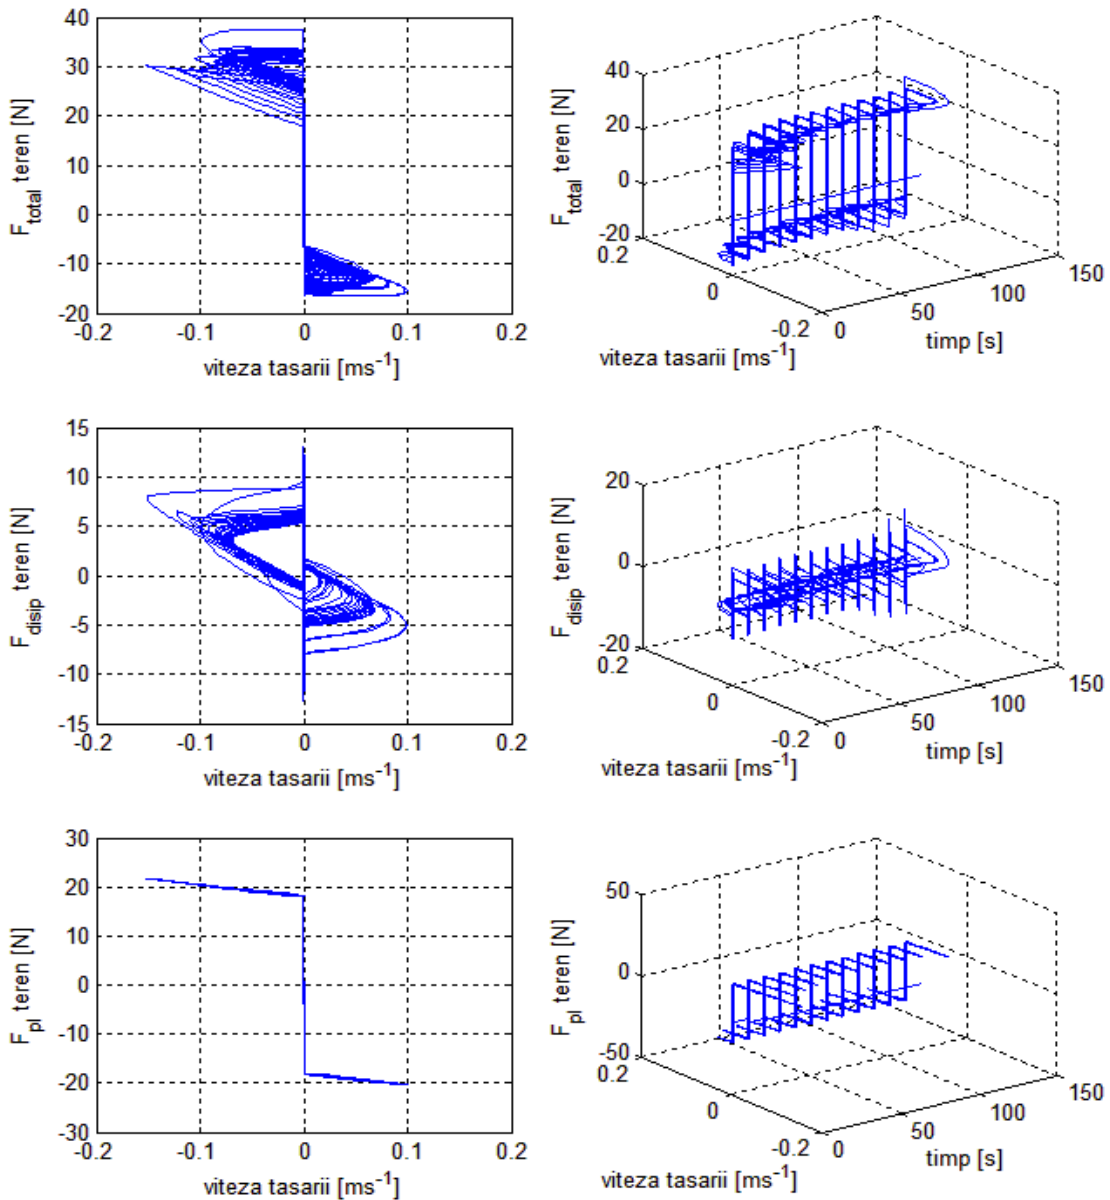 40
30
20
10
0
-10
-20
-0.2 -0.1 0 0.1 0.2
F_total teren [N]
viteza tasarii [ms^-1]
40
20
0
-20
0.2
0
-0.2
0
50
100
150
F_total teren [N]
viteza tasarii [ms^-1]
timp [s]
15
10
5
0
-5
-10
-15
-0.2 -0.1 0 0.1 0.2
F_disip teren [N]
viteza tasarii [ms^-1]
20
0
-20
0.2
0
-0.2
0
50
100
150
F_disip teren [N]
viteza tasarii [ms^-1]
timp [s]
30
20
10
0
-10
-20
-30
-0.2 -0.1 0 0.1 0.2
F_pl teren [N]
viteza tasarii [ms^-1]
50
0
-50
0.2
0
-0.2
0
50
100
150
F_pl teren [N]
viteza tasarii [ms^-1]
timp [s]